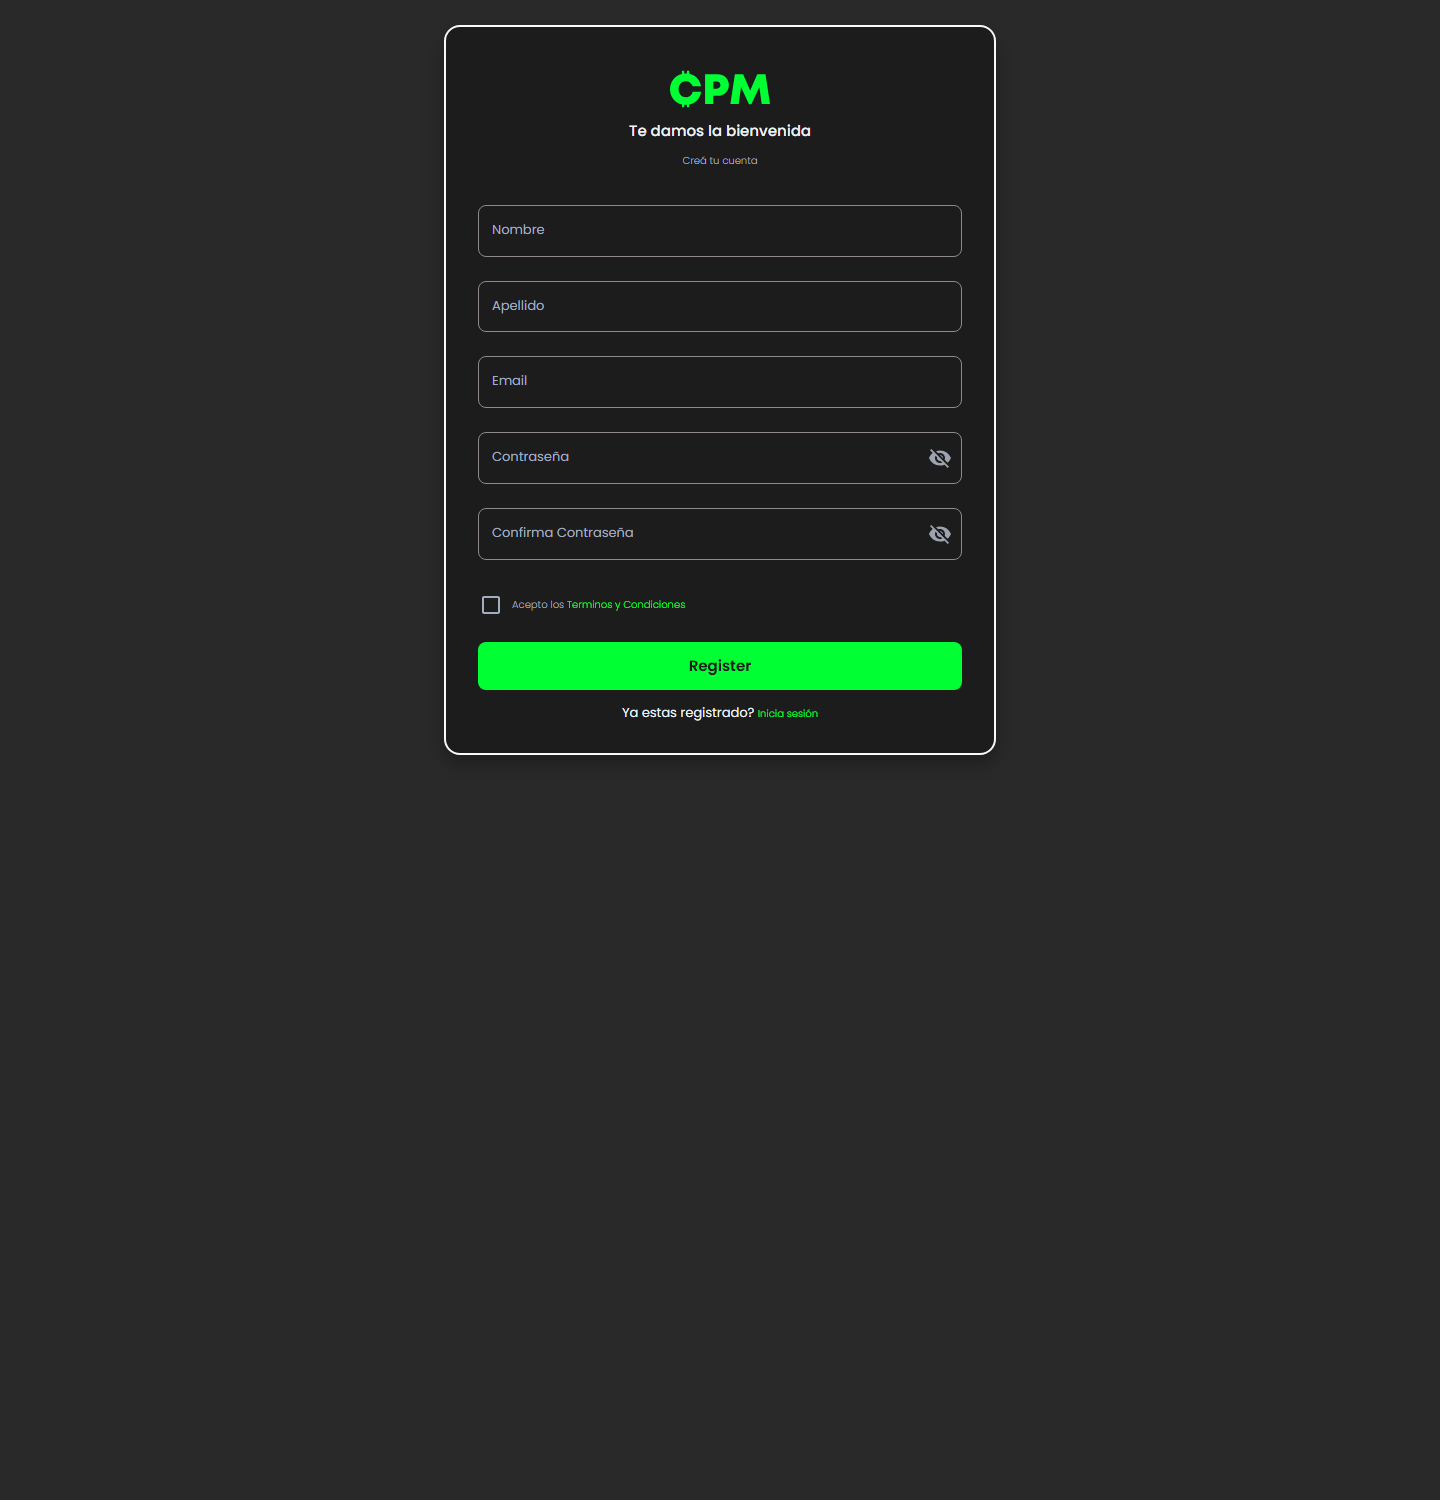 ₵PM
Te damos la bienvenida
Creá tu cuenta
Nombre
Apellido
Email
Contraseña
Confirma Contraseña
Acepto los Terminos y Condiciones
Register
Ya estas registrado? Inicia sesión